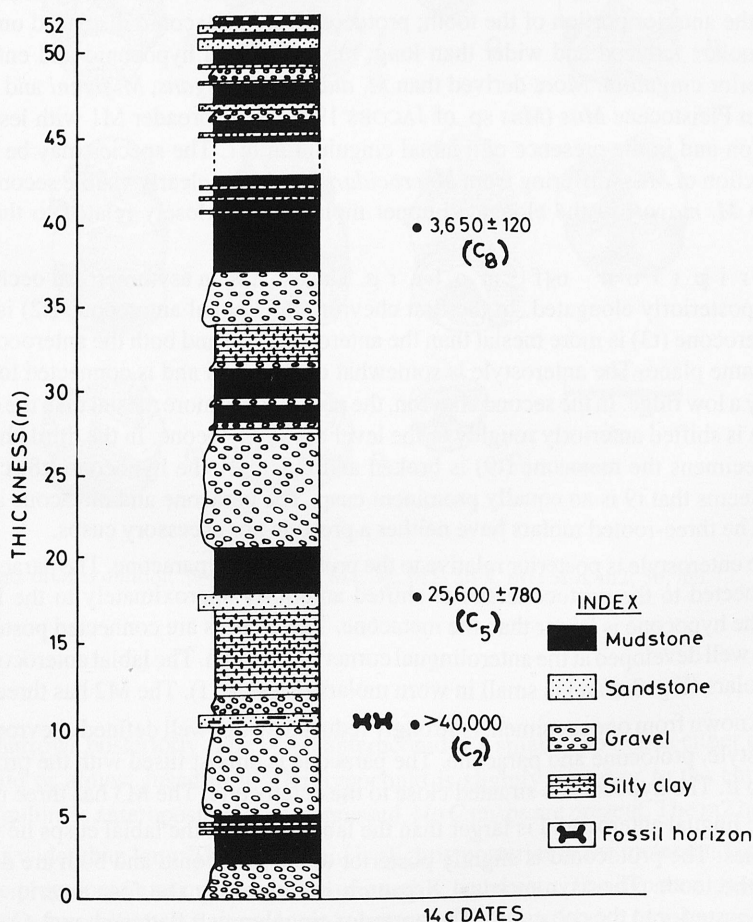 52
50
45
40
35
30
25
20
15
10
5
0
THICKNESS (m)
3,650 ± 120
(C8)
25,600 ± 780
(C5)
>40,000
(C2)
INDEX
Mudstone
Sandstone
Gravel
Silty clay
Fossil horizon
14c DATES